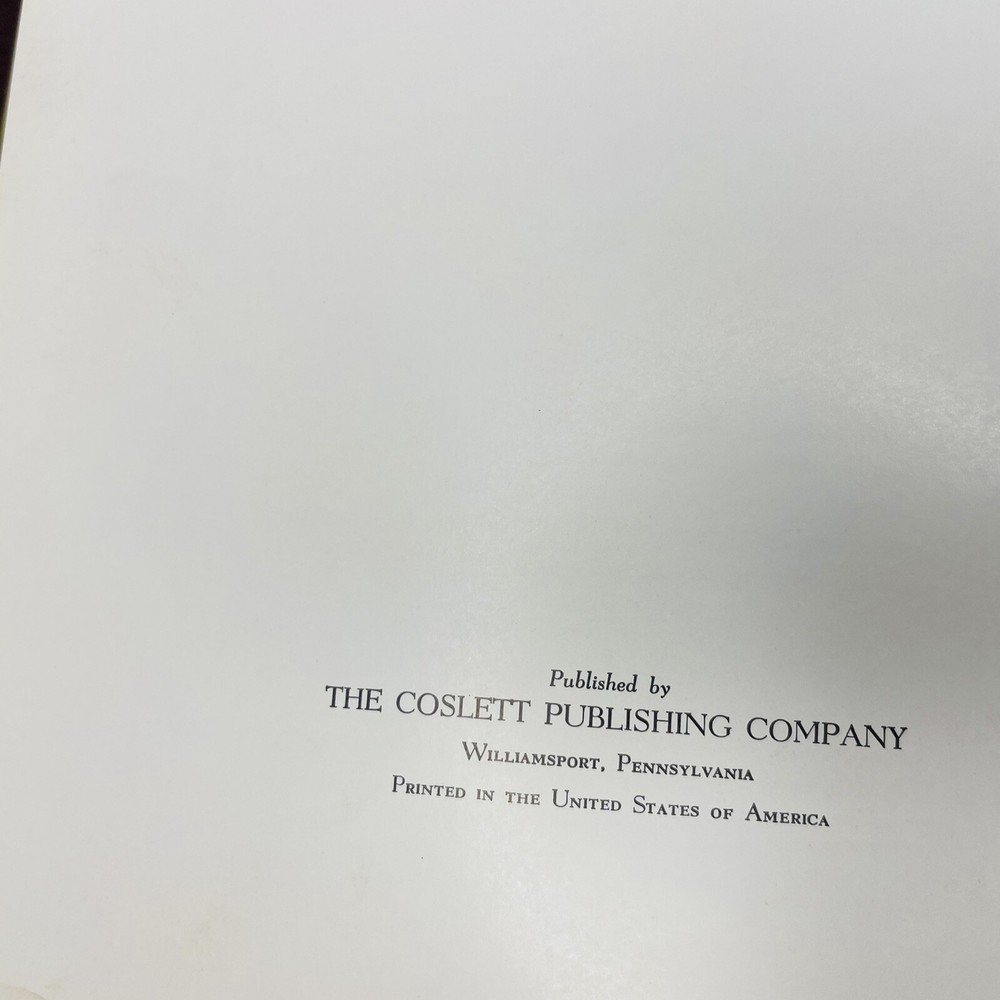 Published by
THE COSLETT PUBLISHING COMPANY
WILLIAMSPORT, PENNSYLVANIA
PRINTED IN THE UNITED STATES OF AMERICA